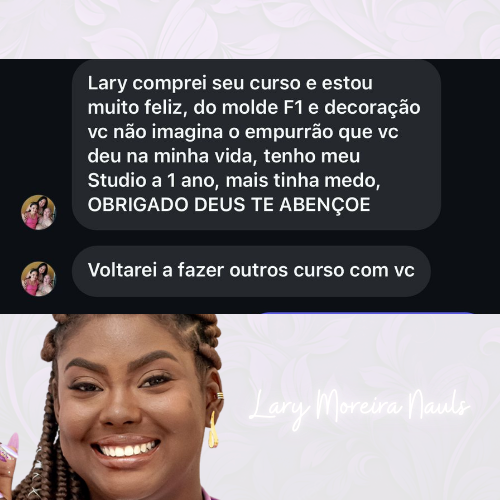 Lary comprei seu curso e estou
muito feliz, do molde F1 e decoração
vc não imagina o empurrão que vc
deu na minha vida, tenho meu
Studio a 1 ano, mais tinha medo,
OBRIGADO DEUS TE ABENÇOE
Voltarei a fazer outros curso com vc
Lary Moreira Nauls